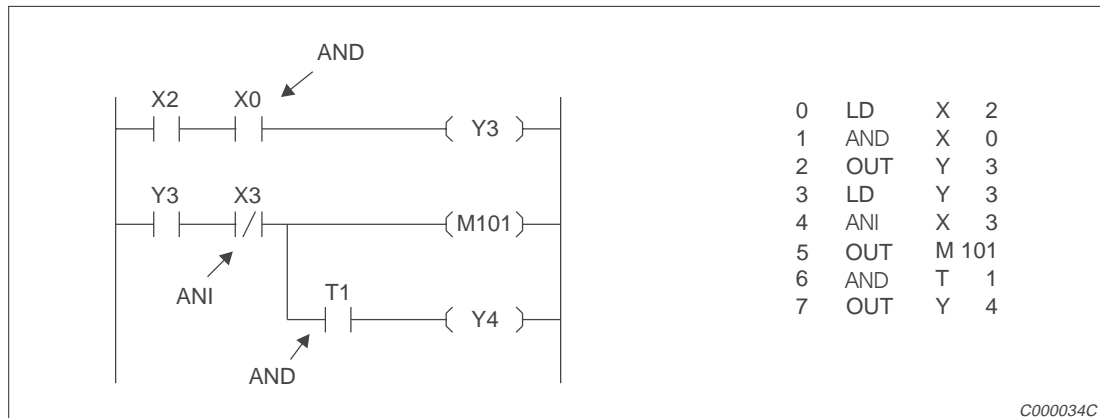 AND
X2 X0
Y3
Y3 X3
M101
ANI
T1
Y4
AND
0 LD X 2
1 AND X 0
2 OUT Y 3
3 LD Y 3
4 ANI X 3
5 OUT M 101
6 AND T 1
7 OUT Y 4
C000034C